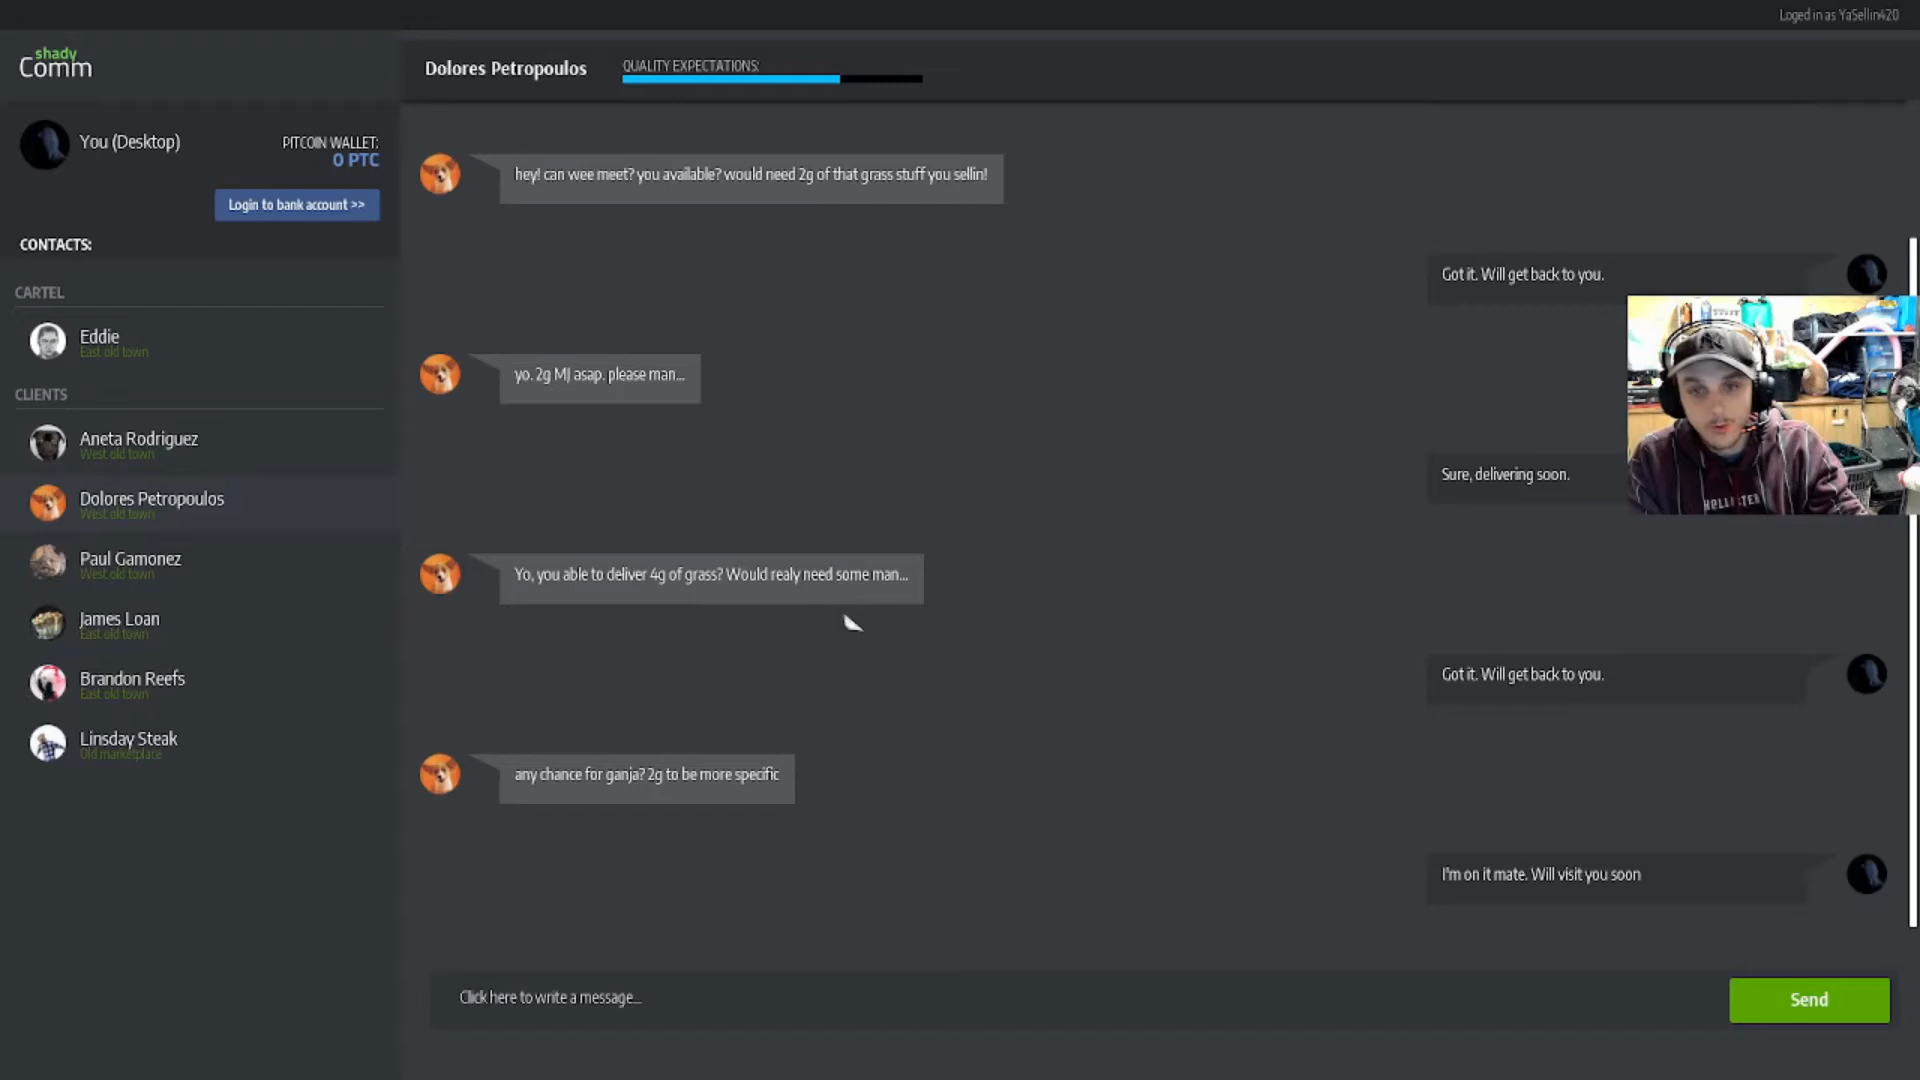 Loged in as YaSellin420
shady
Comm
Dolores Petropoulos
QUALITY EXPECTATIONS:
You (Desktop)
PITCOIN WALLET:
0 PTC
Login to bank account >>
CONTACTS:
CARTEL
Eddie
East old town
CLIENTS
Aneta Rodriguez
West old town
Dolores Petropoulos
West old town
Paul Gamonez
West old town
James Loan
East old town
Brandon Reefs
East old town
Linsday Steak
Old marketplace
hey! can wee meet? you available? would need 2g of that grass stuff you sellin!
Got it. Will get back to you.
yo. 2g MJ asap. please man...
Sure, delivering soon.
Yo, you able to deliver 4g of grass? Would realy need some man...
Got it. Will get back to you.
any chance for ganja? 2g to be more specific
I'm on it mate. Will visit you soon
Click here to write a message...
Send
HOLLISTER